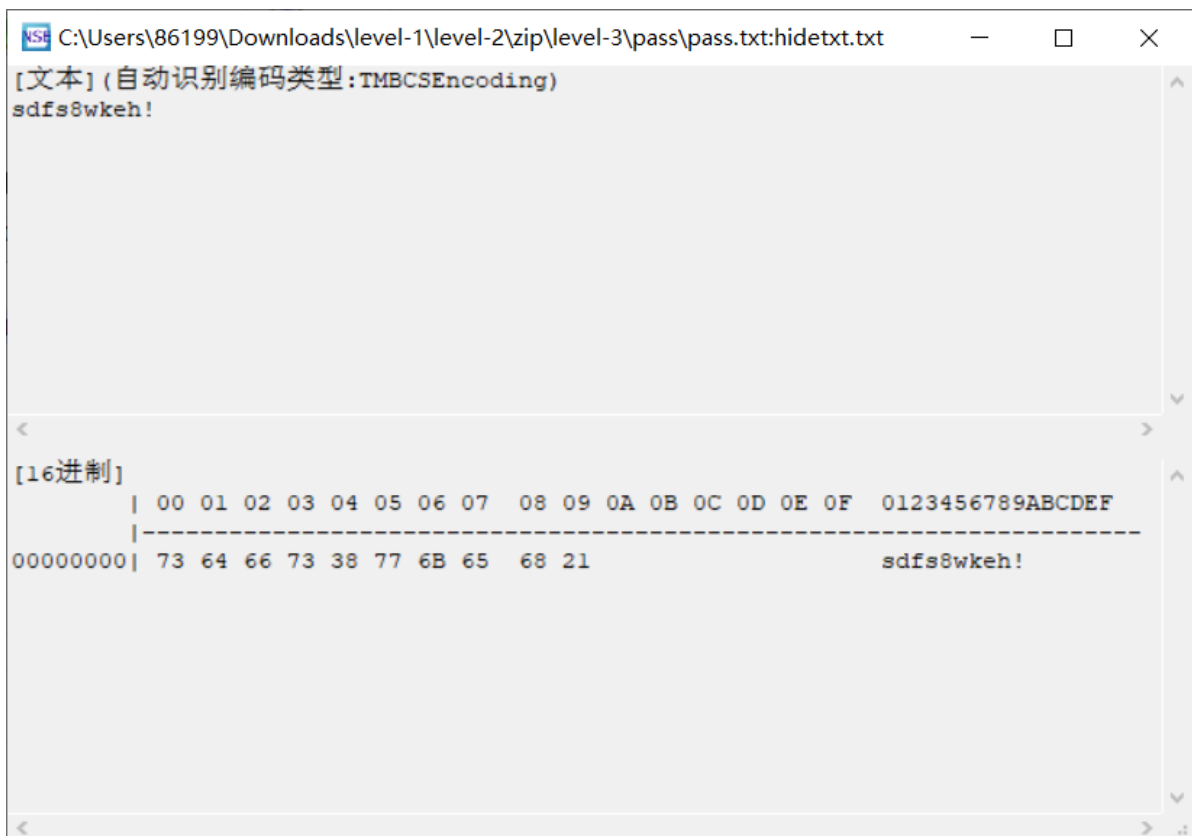 NSE C:\Users\86199\Downloads\level-1\level-2\zip\level-3\pass\pass.txt:hidetxt.txt
[文本](自动识别编码类型:TMBCSEncoding)
sdfs8wkeh!
[16进制]
| 00 01 02 03 04 05 06 07  08 09 0A 0B 0C 0D 0E 0F  0123456789ABCDEF
|---------------------------------------------------------------------
00000000| 73 64 66 73 38 77 6B 65  68 21                    sdfs8wkeh!